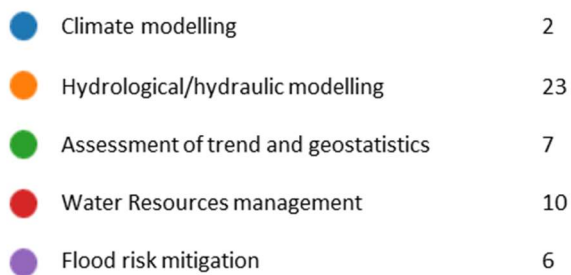 Climate modelling 2
Hydrological/hydraulic modelling 23
Assessment of trend and geostatistics 7
Water Resources management 10
Flood risk mitigation 6